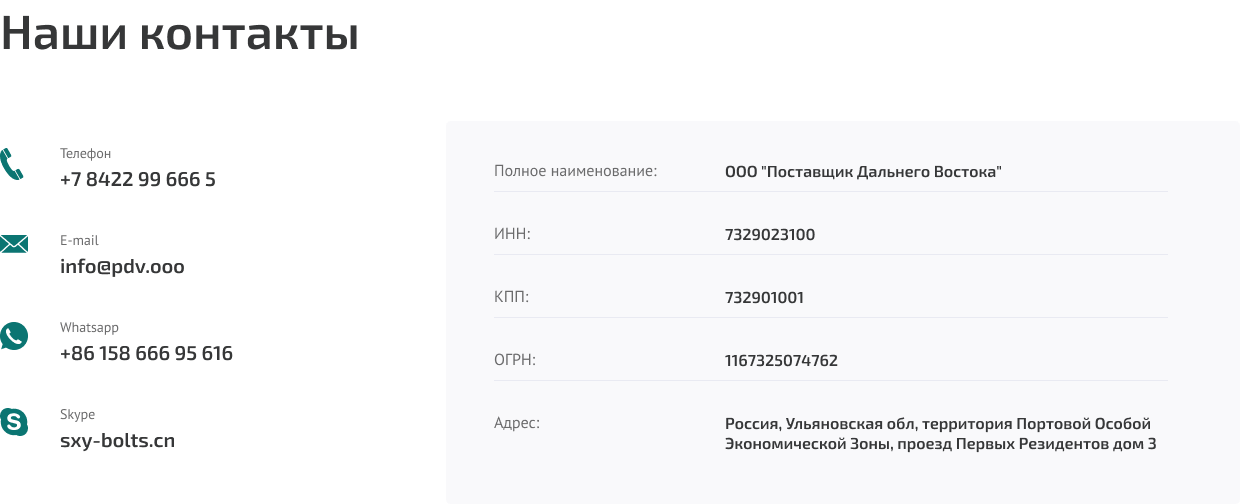 Наши контакты
Телефон
+7 8422 99 666 5
E-mail
info@pdv.ooo
Whatsapp
+86 158 666 95 616
Skype
sxy-bolts.cn
Полное наименование: ООО "Поставщик Дальнего Востока"
ИНН: 7329023100
КПП: 732901001
ОГРН: 1167325074762
Адрес: Россия, Ульяновская обл, территория Портовой Особой
Экономической Зоны, проезд Первых Резидентов дом 3